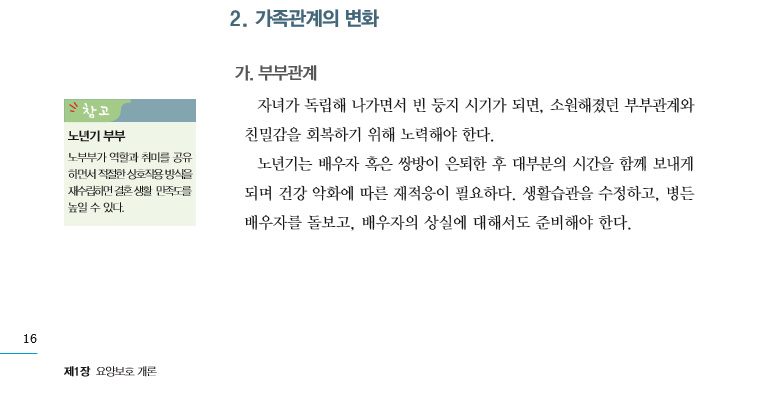 2. 가족관계의 변화
가. 부부관계
자녀가 독립해 나가면서 빈 둥지 시기가 되면, 소원해졌던 부부관계와
친밀감을 회복하기 위해 노력해야 한다.
노년기는 배우자 혹은 쌍방이 은퇴한 후 대부분의 시간을 함께 보내게
되며 건강 악화에 따른 재적응이 필요하다. 생활습관을 수정하고, 병든
배우자를 돌보고, 배우자의 상실에 대해서도 준비해야 한다.
참고
노년기 부부
노부부가 역할과 취미를 공유
하면서 적절한 상호작용 방식을
재수립하면 결혼 생활 만족도를
높일 수 있다.
16
제1장 요양보호 개론